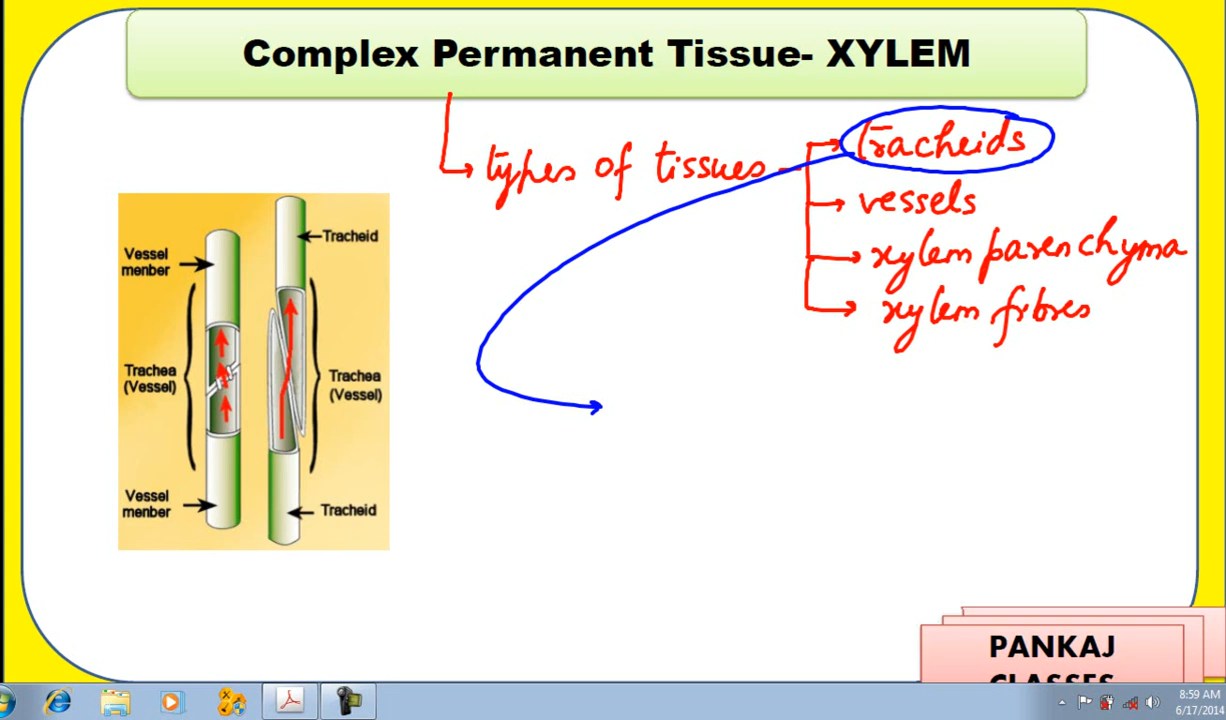 Complex Permanent Tissue- XYLEM
types of tissues
Tracheids
vessels
xylem parenchyma
xylem fibres
Vessel
menber
Tracheid
Trachea
(Vessel)
Trachea
(Vessel)
Vessel
menber
Tracheid
PANKAJ
CLASSES
8:59 AM
6/17/2014